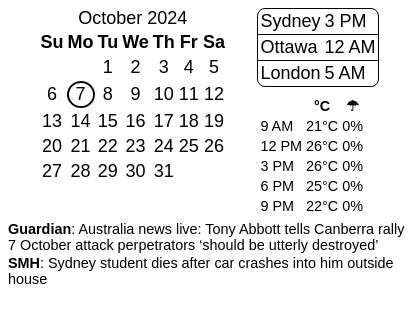 October 2024
Su Mo Tu We Th Fr Sa
1 2 3 4 5
6 7 8 9 10 11 12
13 14 15 16 17 18 19
20 21 22 23 24 25 26
27 28 29 30 31
Sydney 3 PM
Ottawa 12 AM
London 5 AM
°C ☂
9 AM 21°C 0%
12 PM 26°C 0%
3 PM 26°C 0%
6 PM 25°C 0%
9 PM 22°C 0%
Guardian: Australia news live: Tony Abbott tells Canberra rally
7 October attack perpetrators ‘should be utterly destroyed’
SMH: Sydney student dies after car crashes into him outside
house